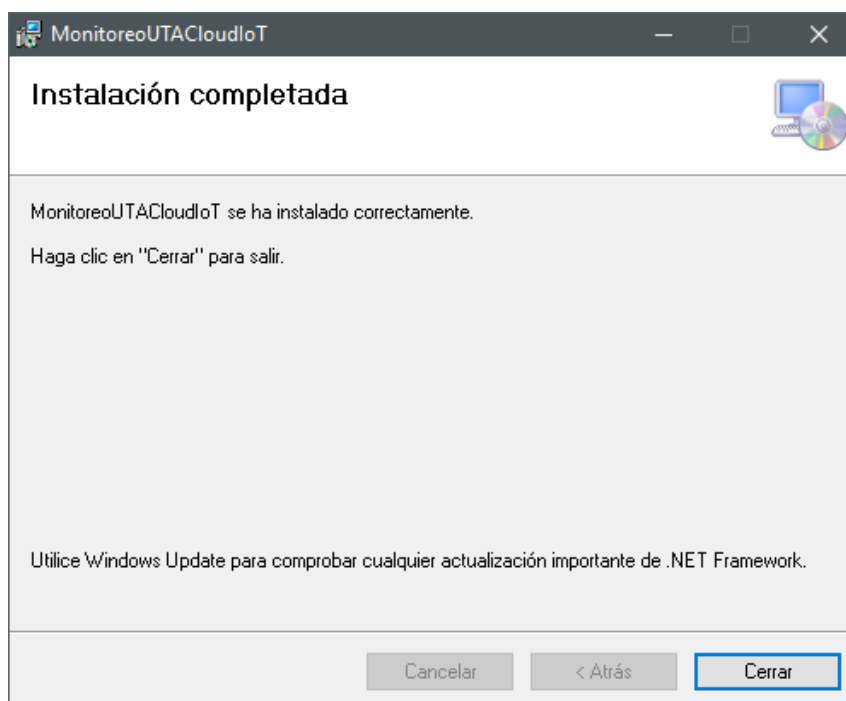 MonitoreoUTACloudIoT
Instalación completada
MonitoreoUTACloudIoT se ha instalado correctamente.
Haga clic en "Cerrar" para salir.
Utilice Windows Update para comprobar cualquier actualización importante de .NET Framework.
Cancelar
< Atrás
Cerrar